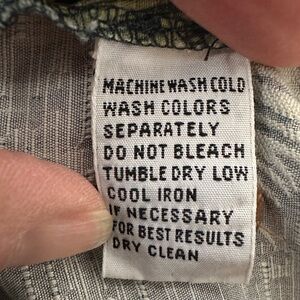 MACHINE WASH COLD
WASH COLORS
SEPARATELY
DO NOT BLEACH
TUMBLE DRY LOW
COOL IRON
IF NECESSARY
FOR BEST RESULTS
DRY CLEAN